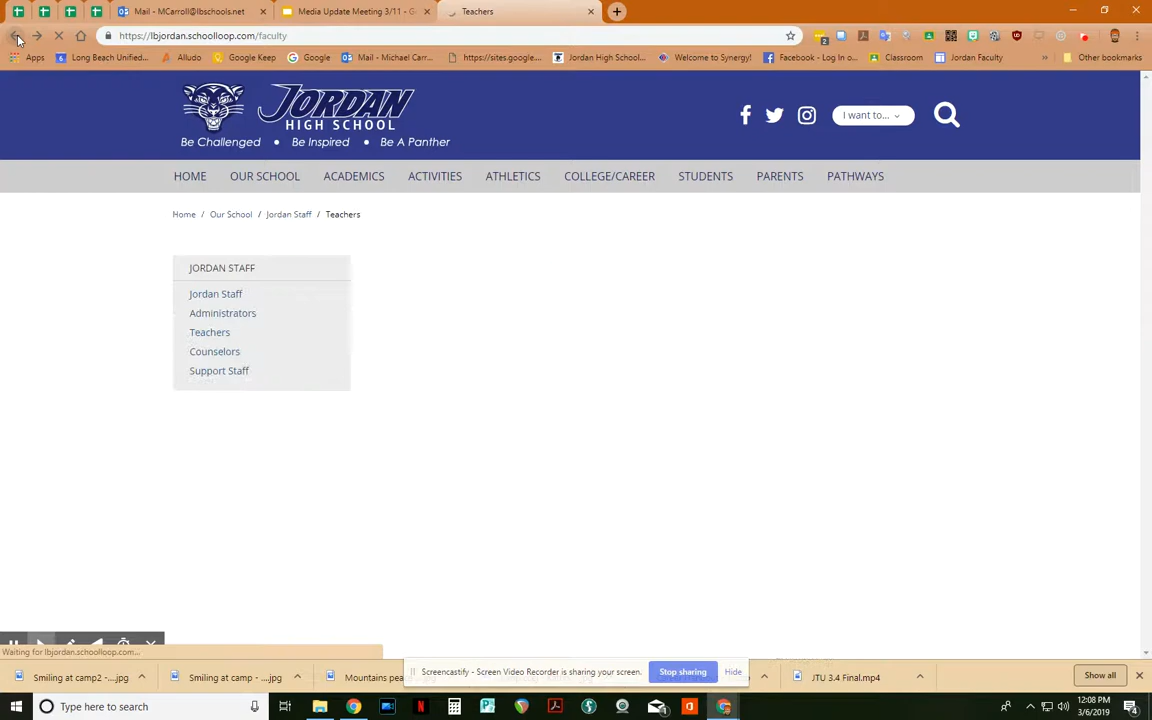 Mail - MCarroll@lbschools.net
Media Update Meeting 3/11 - G
Teachers
https://lbjordan.schoolloop.com/faculty
Apps
Long Beach Unified...
Alludo
Google Keep
Google
Mail - Michael Carr...
https://sites.google....
Jordan High School...
Welcome to Synergy!
Facebook - Log In o...
Classroom
Jordan Faculty
»
Other bookmarks
JORDAN
HIGH SCHOOL
Be Challenged • Be Inspired • Be A Panther
I want to...
HOME OUR SCHOOL ACADEMICS ACTIVITIES ATHLETICS COLLEGE/CAREER STUDENTS PARENTS PATHWAYS
Home / Our School / Jordan Staff / Teachers
JORDAN STAFF
Jordan Staff
Administrators
Teachers
Counselors
Support Staff
Waiting for lbjordan.schoolloop.com...
Smiling at camp2 -....jpg
Smiling at camp - ....jpg
Mountains pea
Screencastify - Screen Video Recorder is sharing your screen.
Stop sharing
Hide
JTU 3.4 Final.mp4
Show all
Type here to search
12:08 PM
3/6/2019